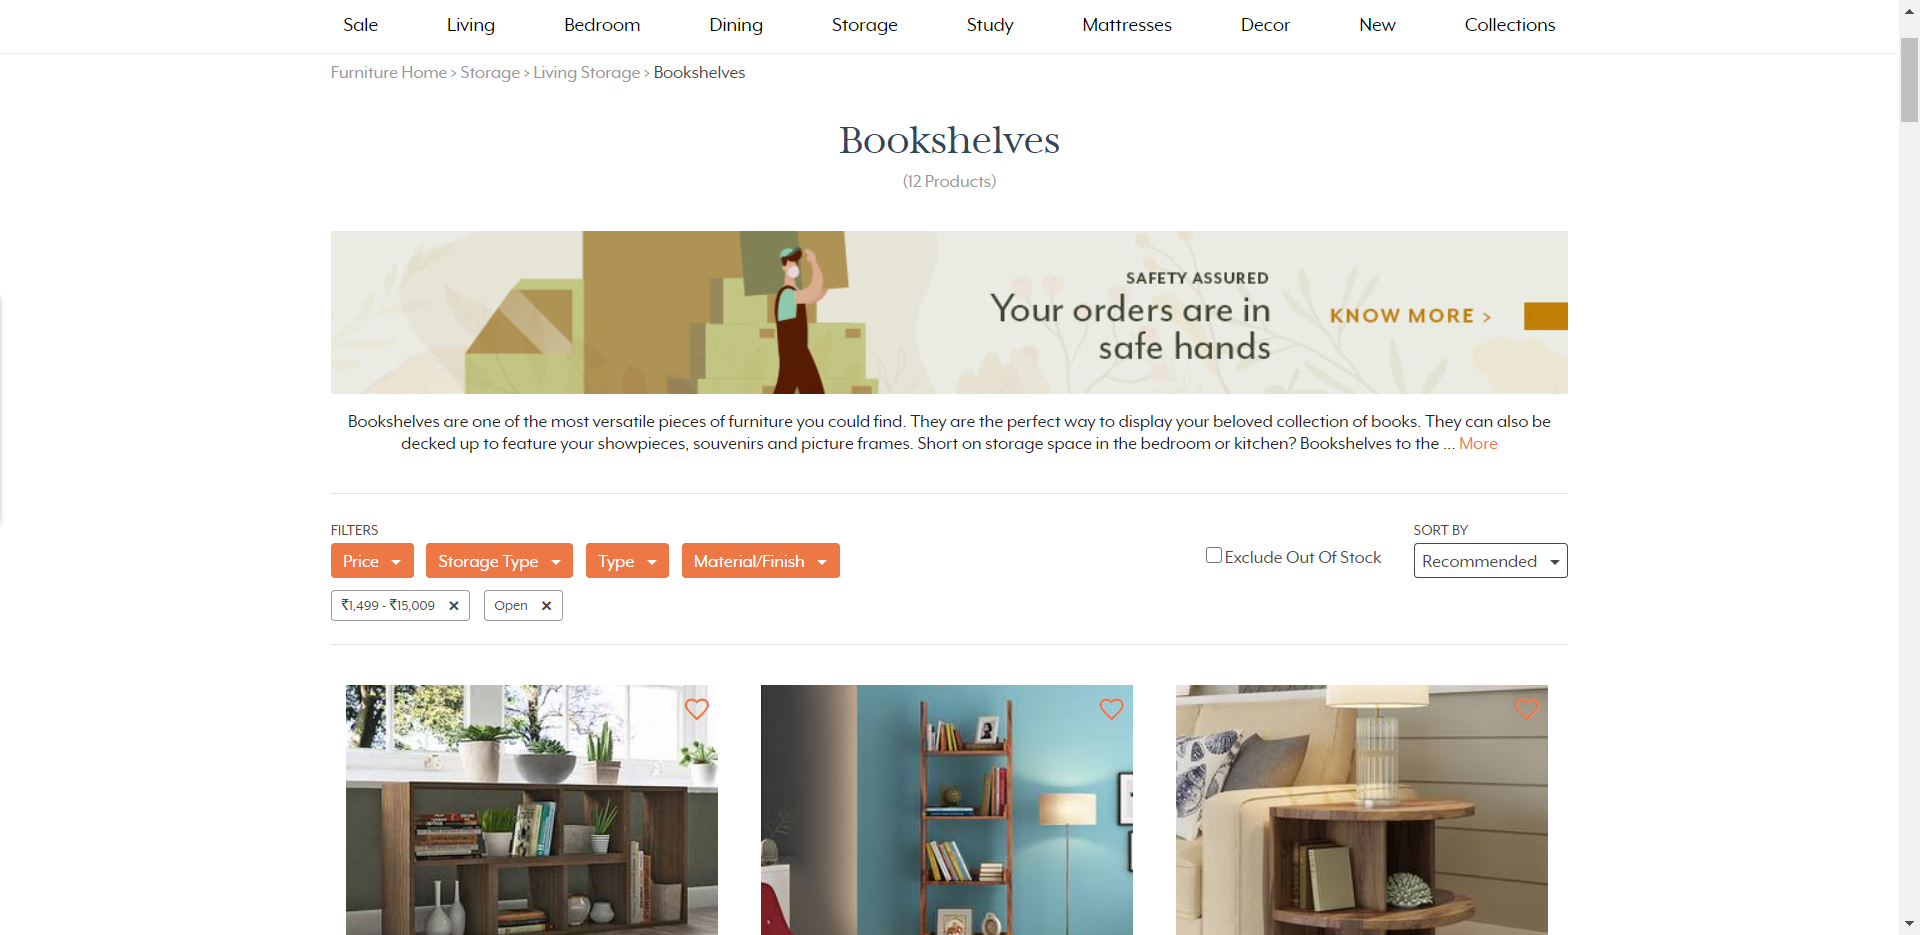 Sale Living Bedroom Dining Storage Study Mattresses Decor New Collections
Furniture Home > Storage > Living Storage > Bookshelves
Bookshelves
(12 Products)
SAFETY ASSURED
Your orders are in
safe hands
KNOW MORE >
Bookshelves are one of the most versatile pieces of furniture you could find. They are the perfect way to display your beloved collection of books. They can also be
decked up to feature your showpieces, souvenirs and picture frames. Short on storage space in the bedroom or kitchen? Bookshelves to the ... More
FILTERS
Price Storage Type Type Material/Finish
Exclude Out Of Stock
SORT BY
Recommended
₹1,499 - ₹15,009 × Open ×